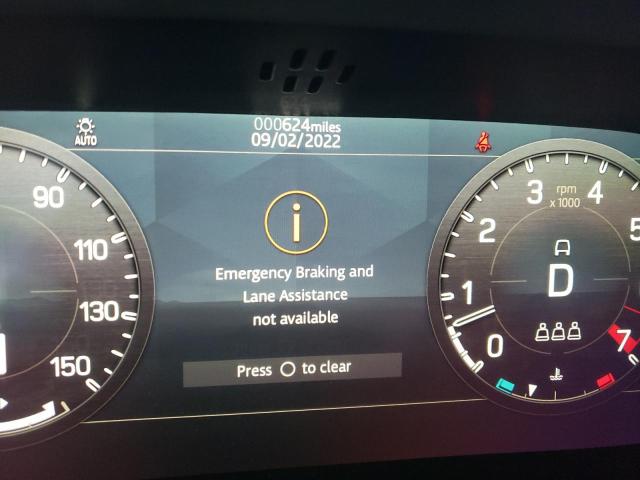 000624miles
09/02/2022
AUTO
90
110
130
150
Emergency Braking and
Lane Assistance
not available
Press O to clear
rpm
x 1000
0
1
2
3
4
5
7
D